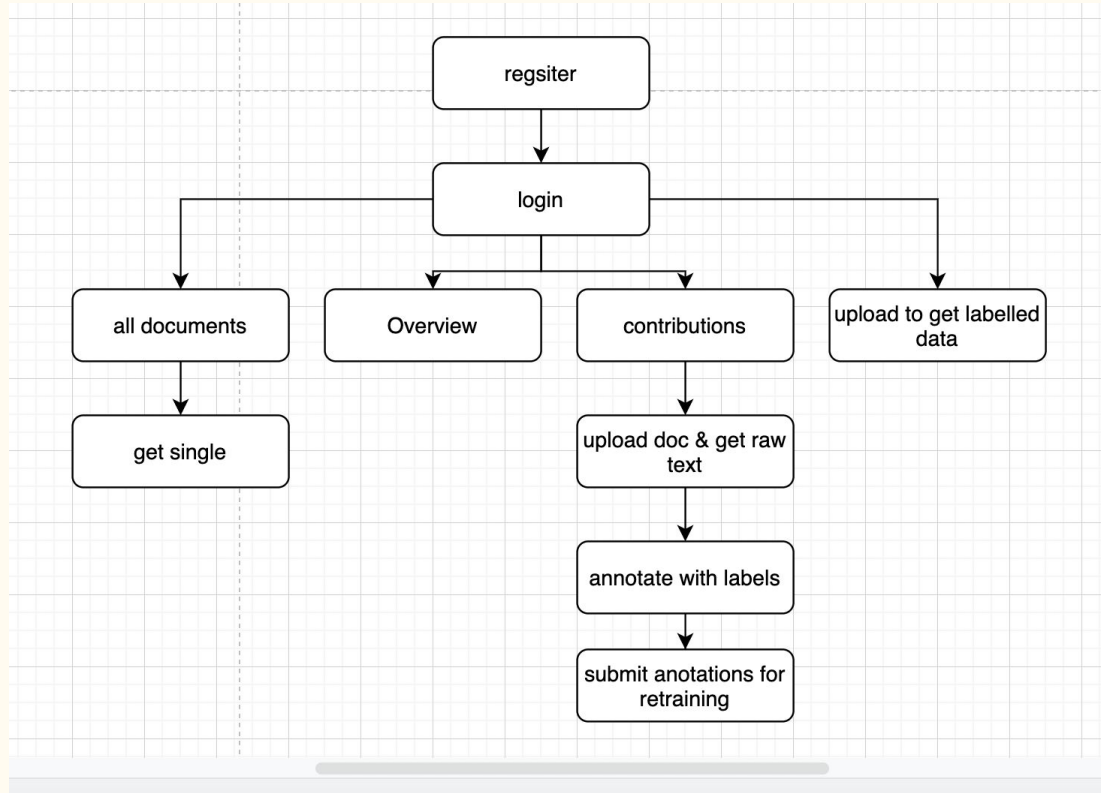 regsiter
login
all documents
Overview
contributions
upload to get labelled
data
get single
upload doc & get raw
text
annotate with labels
submit anotations for
retraining